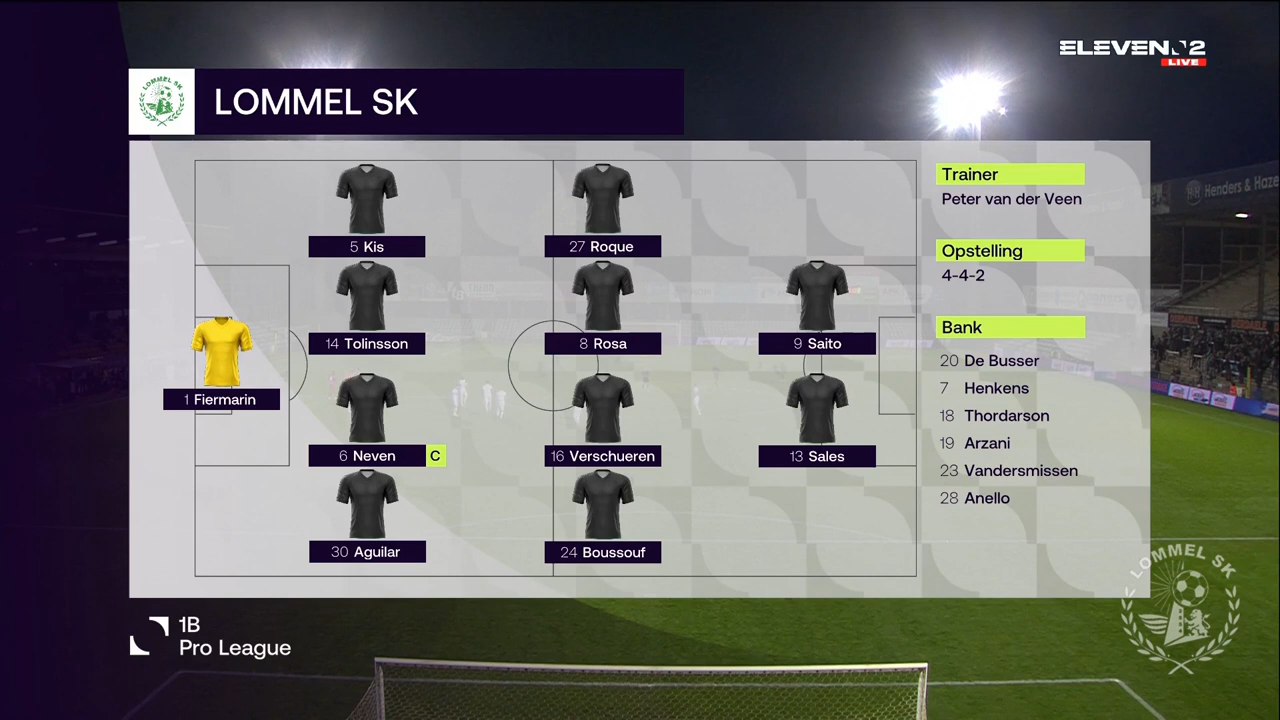 ELEVEN 2
LIVE
LOMMEL SK
LOMMEL SK
5 Kis
27 Roque
14 Tolinsson
8 Rosa
9 Saito
1 Fiermarin
6 Neven C
16 Verschueren
13 Sales
30 Aguilar
24 Boussouf
Trainer
Peter van der Veen
Opstelling
4-4-2
Bank
20 De Busser
7 Henkens
18 Thordarson
19 Arzani
23 Vandersmissen
28 Anello
Henders & Haze
LOMMEL SK
1B
Pro League